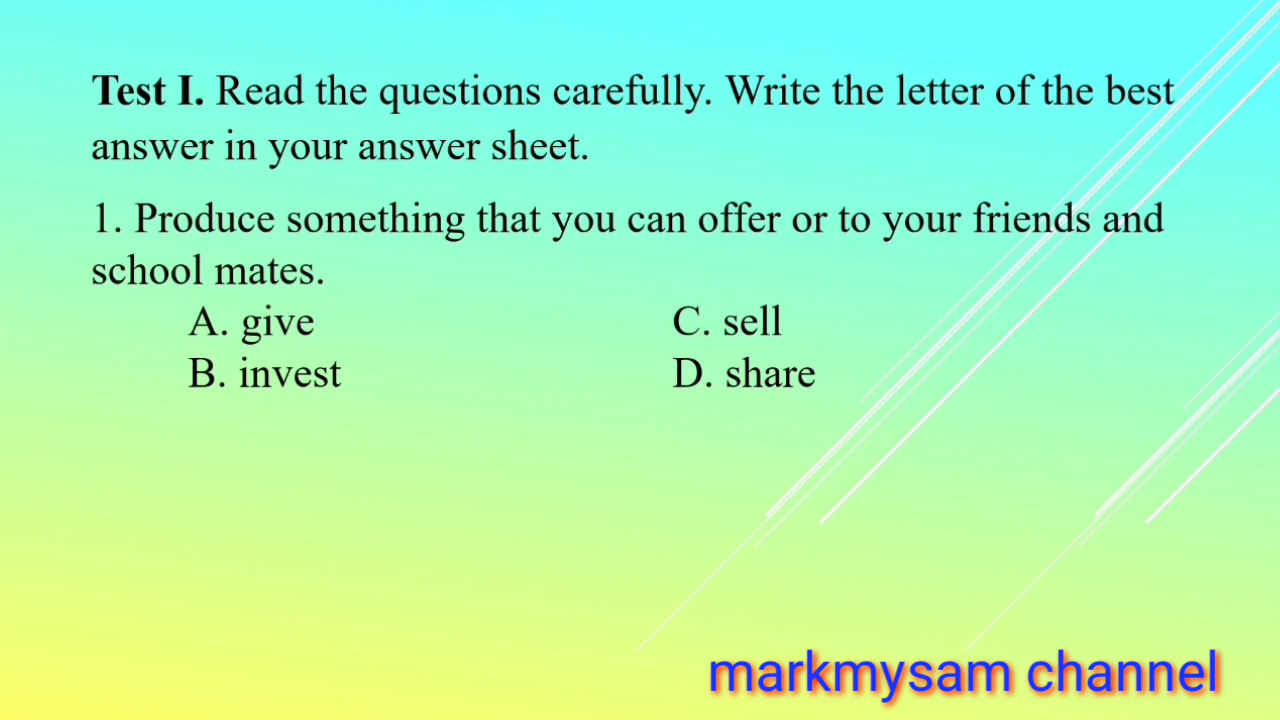 Test I. Read the questions carefully. Write the letter of the best
answer in your answer sheet.
1. Produce something that you can offer or to your friends and
school mates.
A. give C. sell
B. invest D. share
markmysam channel